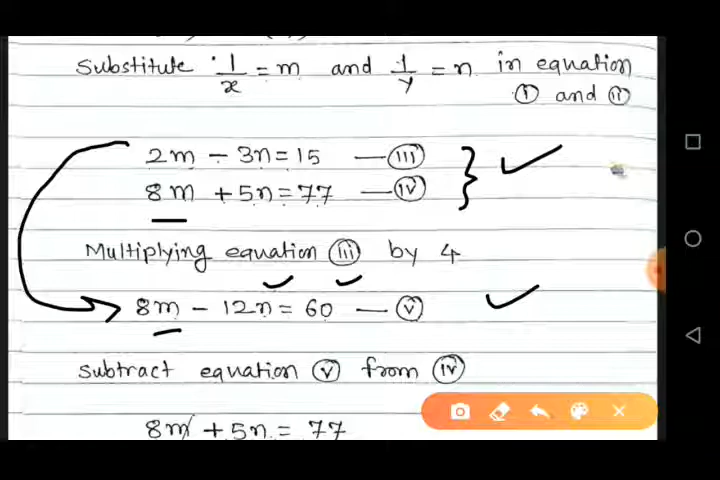 Substitute 1/x = m and 1/y = n in equation
(i) and (ii)
2m - 3n = 15 — (iii)
8m + 5n = 77 — (iv)
Multiplying equation (iii) by 4
8m - 12n = 60 — (v)
subtract equation (v) from (iv)
8m + 5n = 77